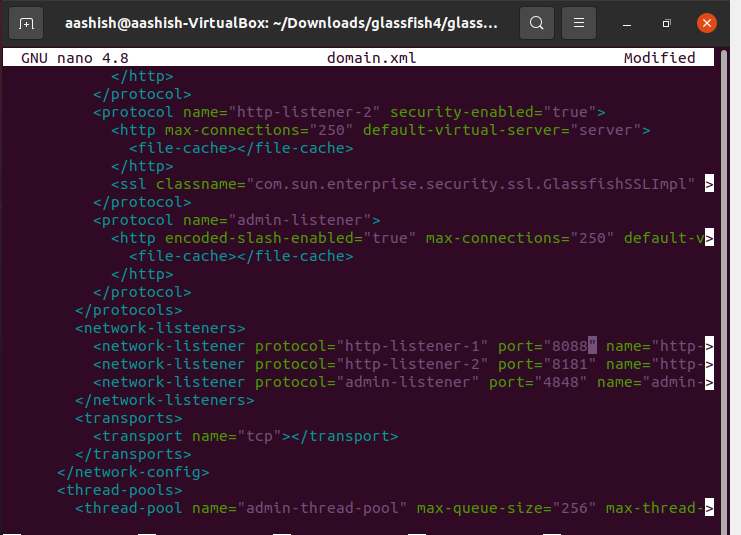 aashish@aashish-VirtualBox: ~/Downloads/glassfish4/glass...
GNU nano 4.8 domain.xml Modified
</http>
</protocol>
<protocol name="http-listener-2" security-enabled="true">
<http max-connections="250" default-virtual-server="server">
<file-cache></file-cache>
</http>
<ssl classname="com.sun.enterprise.security.ssl.GlassfishSSLImpl" >
</protocol>
<protocol name="admin-listener">
<http encoded-slash-enabled="true" max-connections="250" default-v>
<file-cache></file-cache>
</http>
</protocol>
</protocols>
<network-listeners>
<network-listener protocol="http-listener-1" port="8088" name="http->
<network-listener protocol="http-listener-2" port="8181" name="http->
<network-listener protocol="admin-listener" port="4848" name="admin->
</network-listeners>
<transports>
<transport name="tcp"></transport>
</transports>
</network-config>
<thread-pools>
<thread-pool name="admin-thread-pool" max-queue-size="256" max-thread->